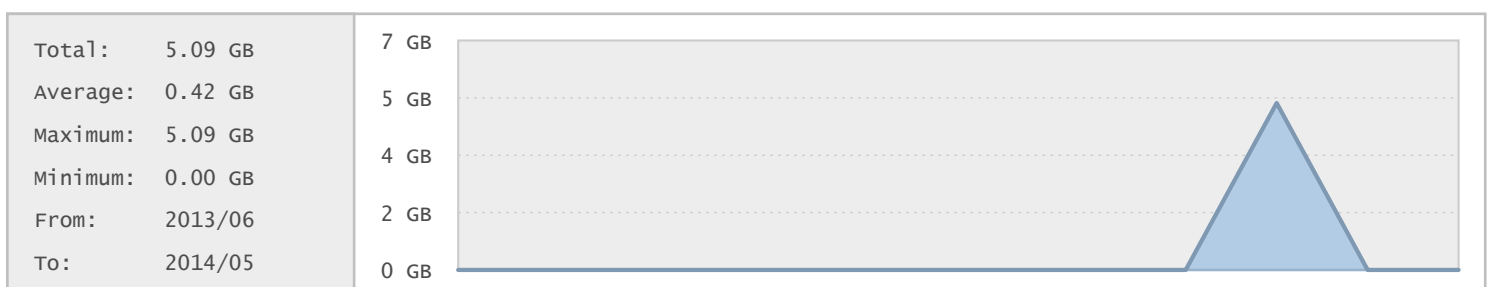 Total: 5.09 GB
Average: 0.42 GB
Maximum: 5.09 GB
Minimum: 0.00 GB
From: 2013/06
To: 2014/05
7 GB
5 GB
4 GB
2 GB
0 GB